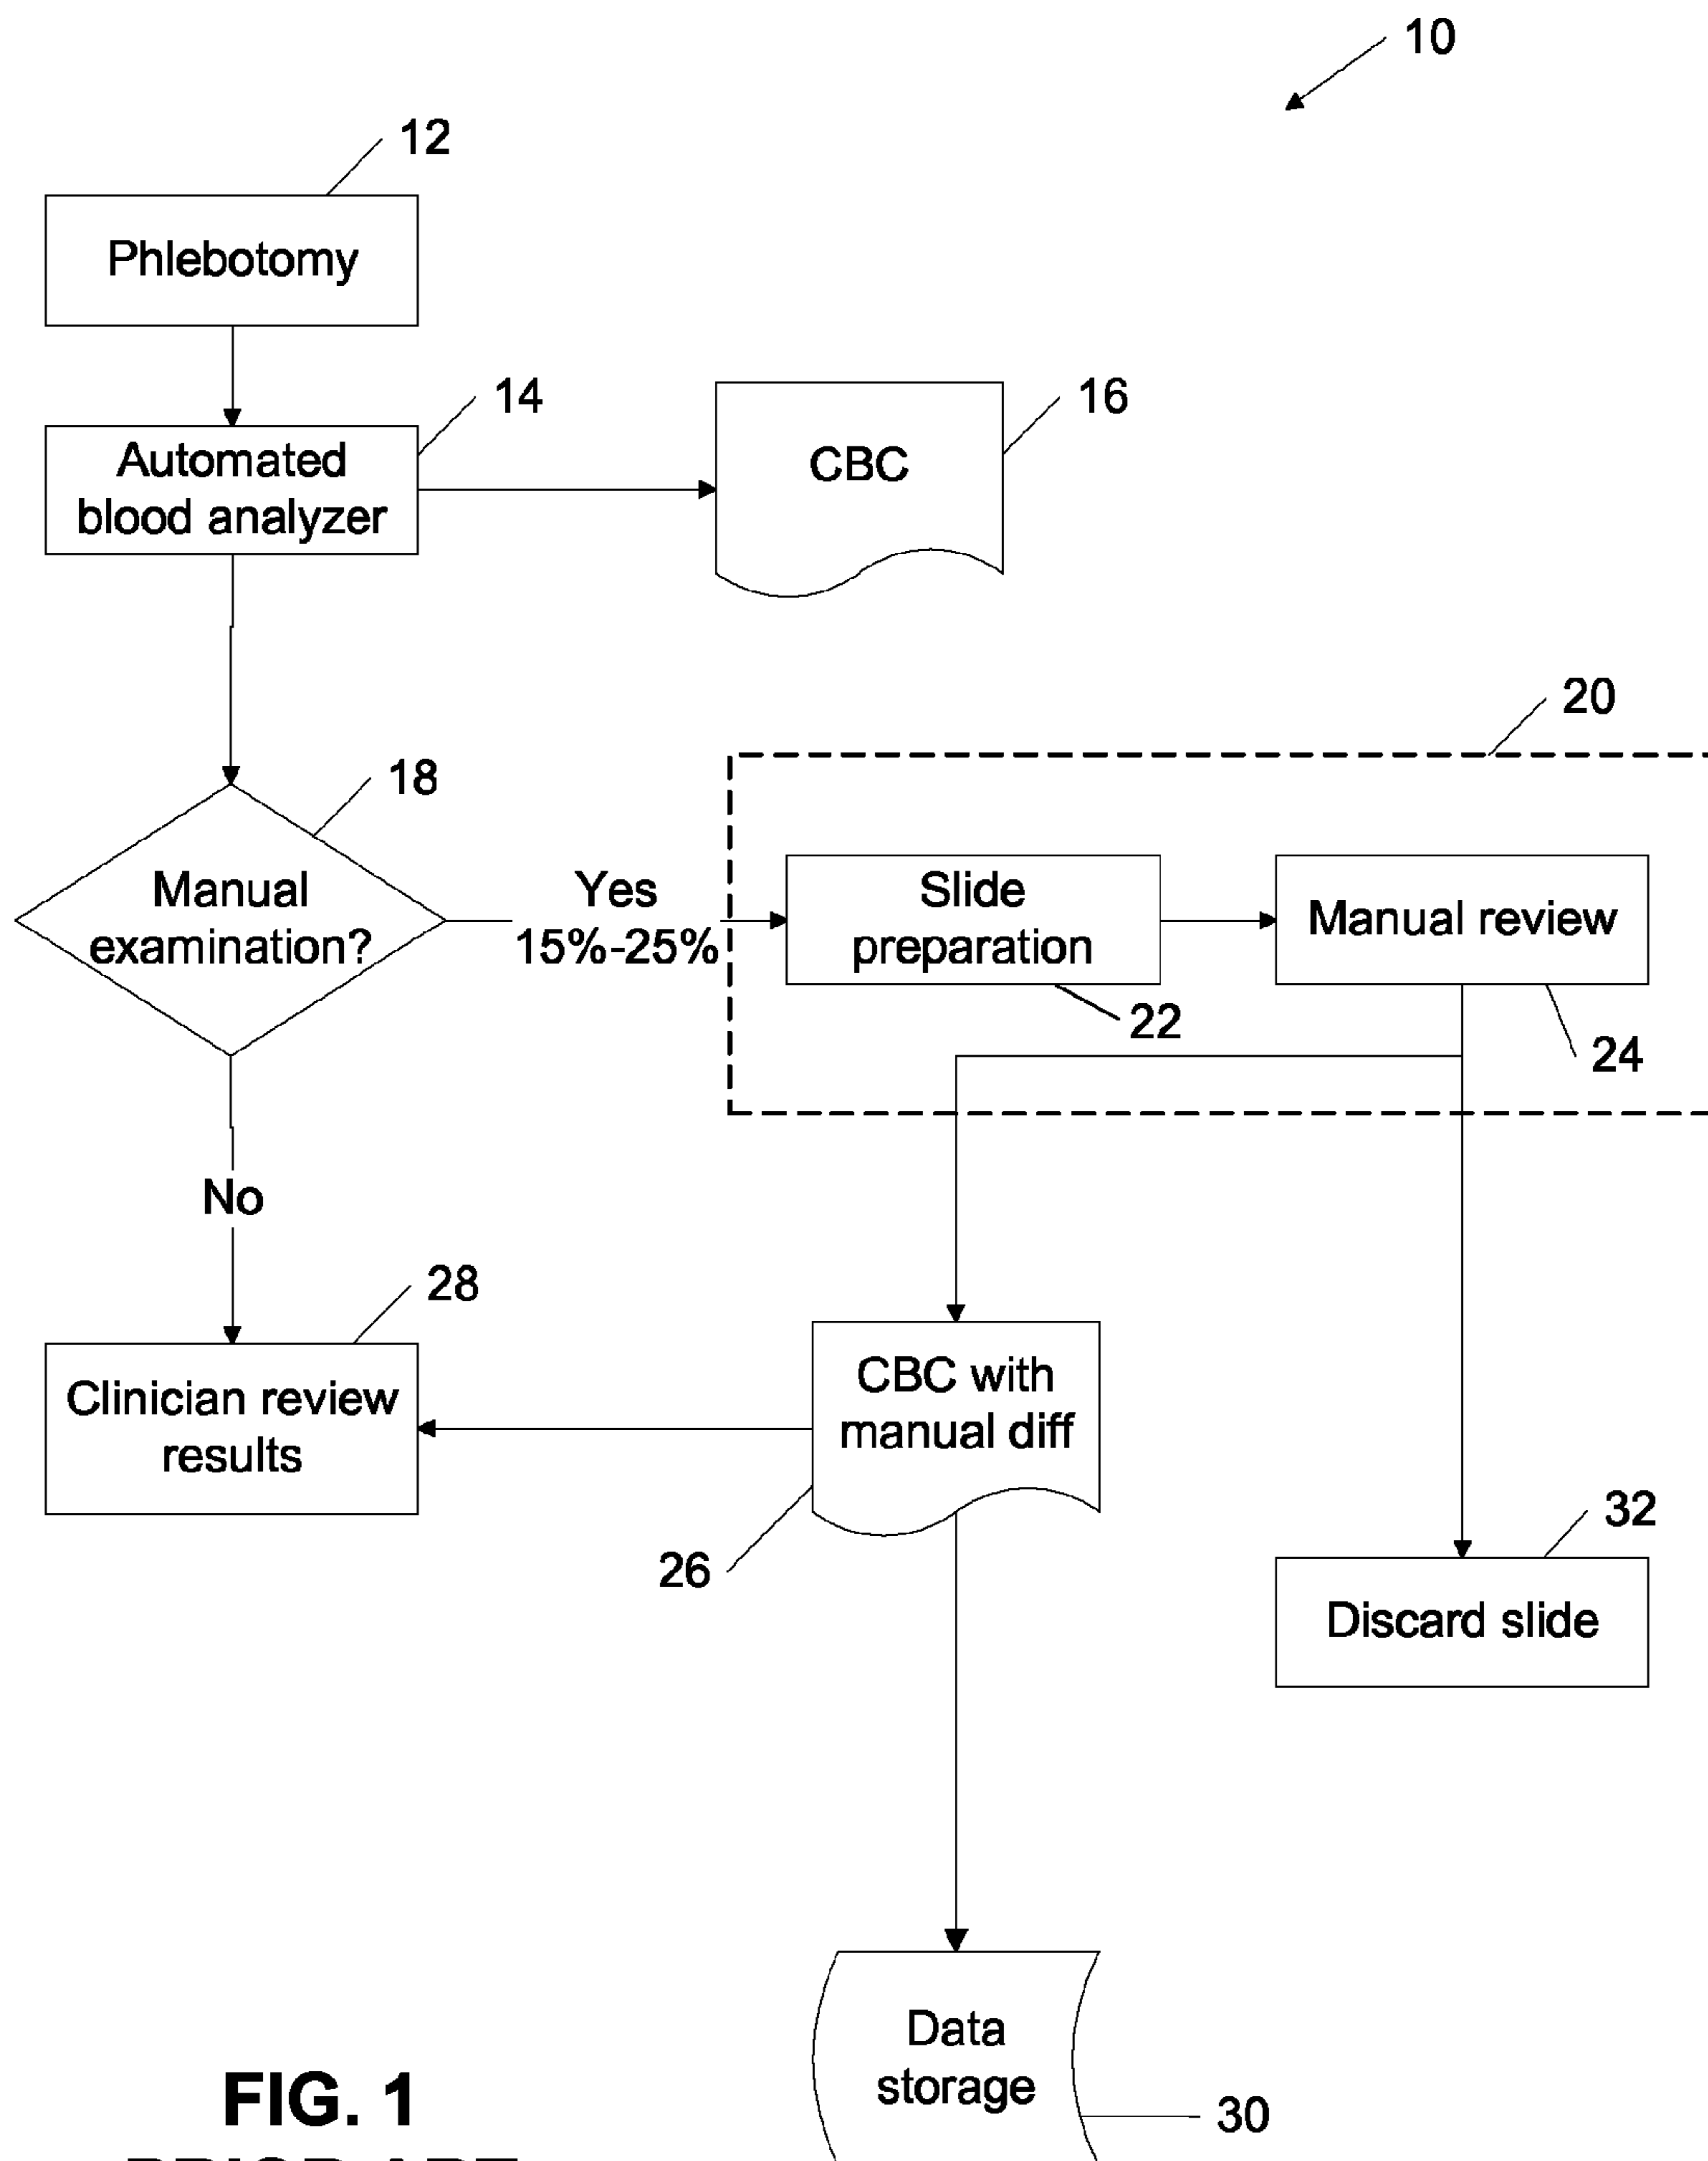 10
12
Phlebotomy
14
Automated
blood analyzer
16
CBC
20
18
Manual
examination?
Yes
15%-25%
Slide
preparation
22
Manual review
24
No
28
Clinician review
results
CBC with
manual diff
26
32
Discard slide
Data
storage
30
FIG. 1
PRIOR ART